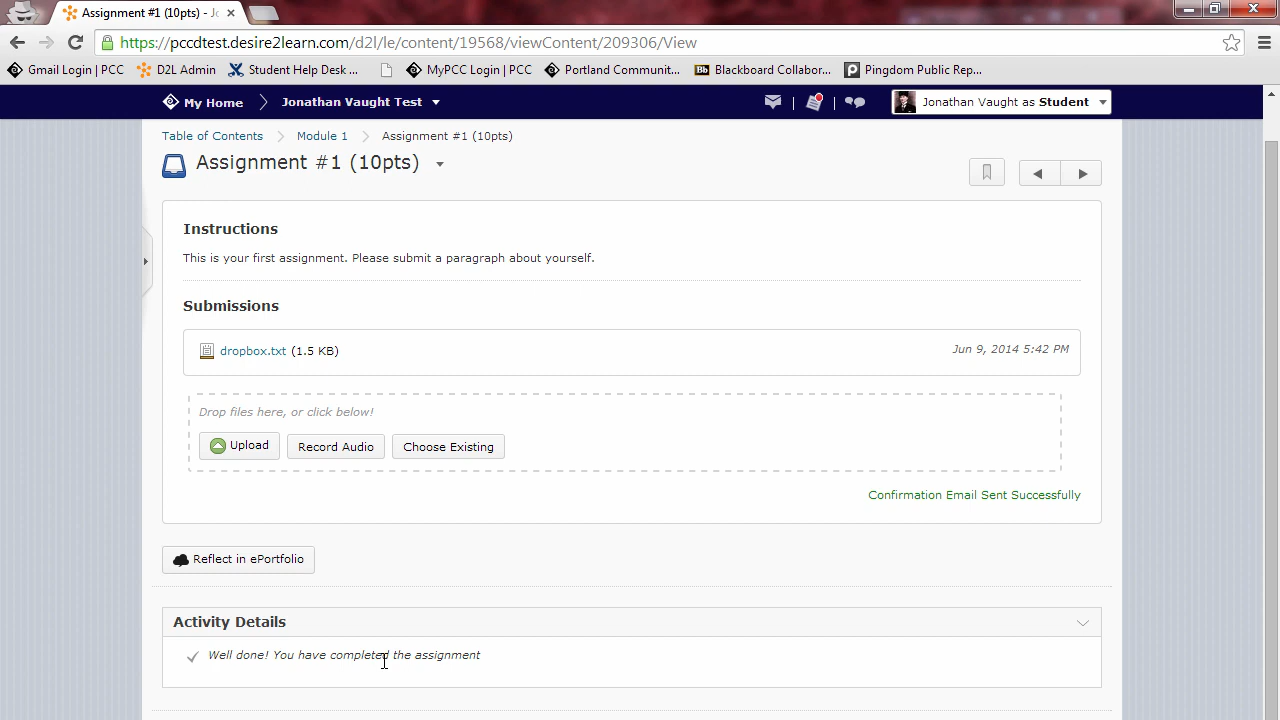 Assignment #1 (10pts) - Jo
https://pccdtest.desire2learn.com/d2l/le/content/19568/viewContent/209306/View
Gmail Login | PCC D2L Admin Student Help Desk ... MyPCC Login | PCC Portland Communit... Bb Blackboard Collabor... Pingdom Public Rep...
My Home Jonathan Vaught Test Jonathan Vaught as Student
Table of Contents Module 1 Assignment #1 (10pts)
Assignment #1 (10pts)
Instructions
This is your first assignment. Please submit a paragraph about yourself.
Submissions
dropbox.txt (1.5 KB) Jun 9, 2014 5:42 PM
Drop files here, or click below!
Upload Record Audio Choose Existing
Confirmation Email Sent Successfully
Reflect in ePortfolio
Activity Details
Well done! You have completed the assignment